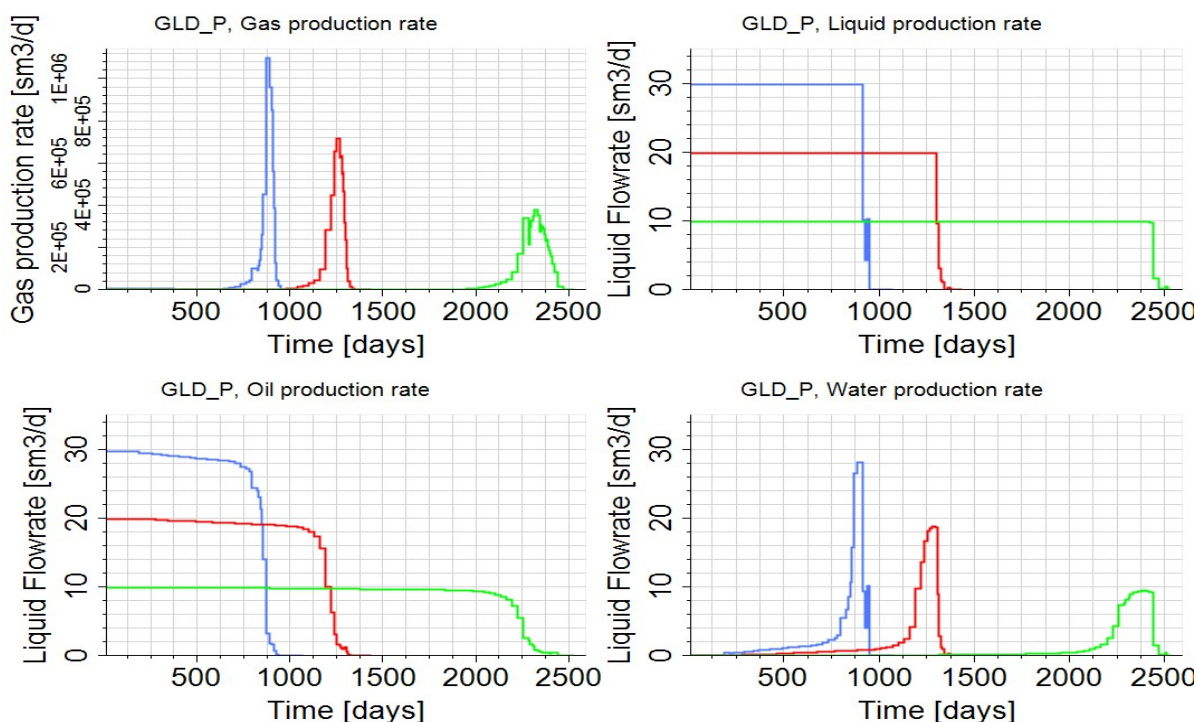 GLD_P, Gas production rate
Gas production rate [sm3/d]
1E+06
8E+05
6E+05
4E+05
2E+05
0
500 1000 1500 2000 2500
Time [days]
GLD_P, Liquid production rate
Liquid Flowrate [sm3/d]
30
20
10
0
500 1000 1500 2000 2500
Time [days]
GLD_P, Oil production rate
Liquid Flowrate [sm3/d]
30
20
10
0
500 1000 1500 2000 2500
Time [days]
GLD_P, Water production rate
Liquid Flowrate [sm3/d]
30
20
10
0
500 1000 1500 2000 2500
Time [days]